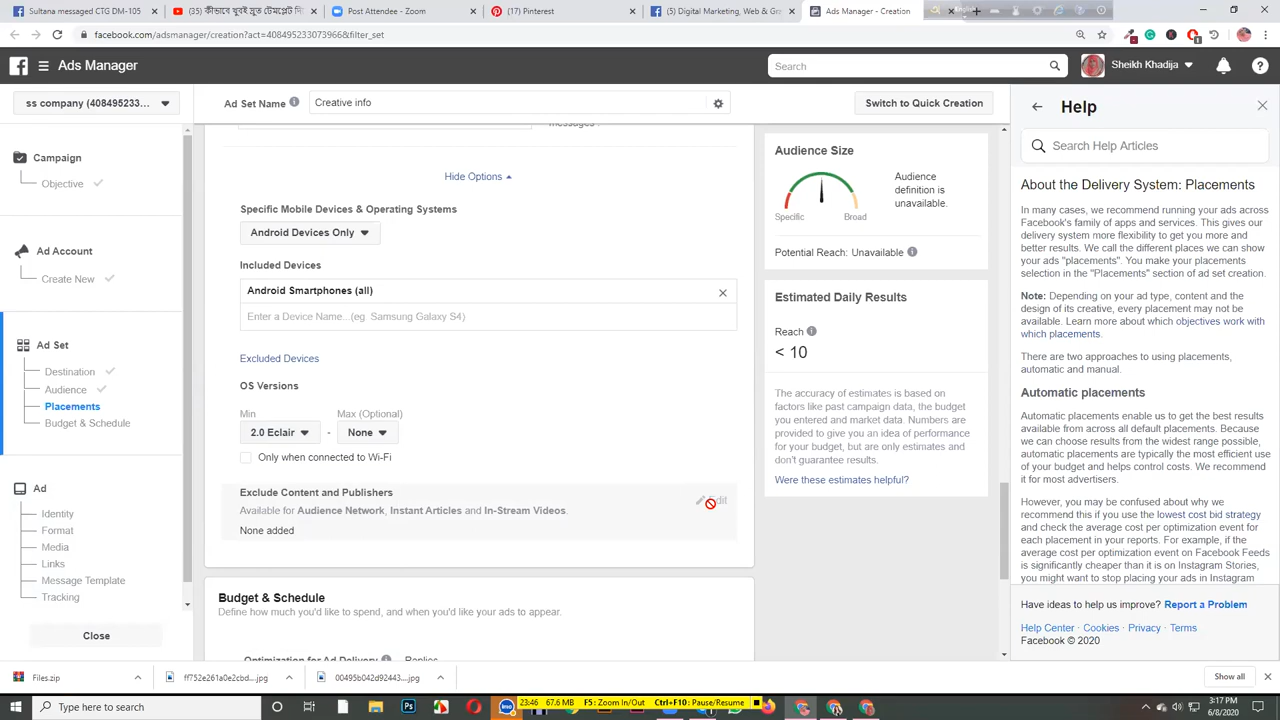 Sultan messaged CTG DM-105
(35) কীভাবে খুবই দ্রুত টেমপ্লেট
Post Attendee - Zoom
(17) Pinterest
(5) Digital Marketing, Web & Gr
Ads Manager - Creation
facebook.com/adsmanager/creation?act=408495233073966&filter_set
Ads Manager
Search
Sheikh Khadija
ss company (408495233...
Ad Set Name
Creative info
Switch to Quick Creation
Help
Search Help Articles
Campaign
Objective
Ad Account
Create New
Ad Set
Destination
Audience
Placements
Budget & Schedule
Ad
Identity
Format
Media
Links
Message Template
Tracking
Close
messages
Hide Options
Specific Mobile Devices & Operating Systems
Android Devices Only
Included Devices
Android Smartphones (all)
Enter a Device Name...(eg Samsung Galaxy S4)
Excluded Devices
OS Versions
Min
Max (Optional)
2.0 Eclair
-
None
Only when connected to Wi-Fi
Exclude Content and Publishers
Edit
Available for Audience Network, Instant Articles and In-Stream Videos.
None added
Budget & Schedule
Define how much you'd like to spend, and when you'd like your ads to appear.
Optimization for Ad Delivery
Replies
Audience Size
Specific
Broad
Audience
definition is
unavailable.
Potential Reach: Unavailable
Estimated Daily Results
Reach
< 10
The accuracy of estimates is based on
factors like past campaign data, the budget
you entered and market data. Numbers are
provided to give you an idea of performance
for your budget, but are only estimates and
don't guarantee results.
Were these estimates helpful?
About the Delivery System: Placements
In many cases, we recommend running your ads across
Facebook's family of apps and services. This gives our
delivery system more flexibility to get you more and
better results. We call the different places we can show
your ads "placements". You make your placements
selection in the "Placements" section of ad set creation.
Note: Depending on your ad type, content and the
design of its creative, every placement may not be
available. Learn more about which objectives work with
which placements.
There are two approaches to using placements,
automatic and manual.
Automatic placements
Automatic placements enable us to get the best results
available from across all default placements. Because
we can choose results from the widest range possible,
automatic placements are typically the most efficient use
of your budget and helps control costs. We recommend
it for most advertisers.
However, you may be confused about why we
recommend this if you use the lowest cost bid strategy
and check the average cost per optimization event for
each placement in your reports. For example, if the
average cost per optimization event on Facebook Feeds
is significantly cheaper than it is on Instagram Stories,
you might want to stop placing your ads in Instagram
Have ideas to help us improve? Report a Problem
Help Center · Cookies · Privacy · Terms
Facebook © 2020
Files.zip
ff752e261a0e2cbd....jpg
00495b042d92443...jpg
Show all
Type here to search
23:46
67.6 MB
F5: Zoom In/Out
Ctrl+F10: Pause/Resume
3:17 PM
6/8/2020